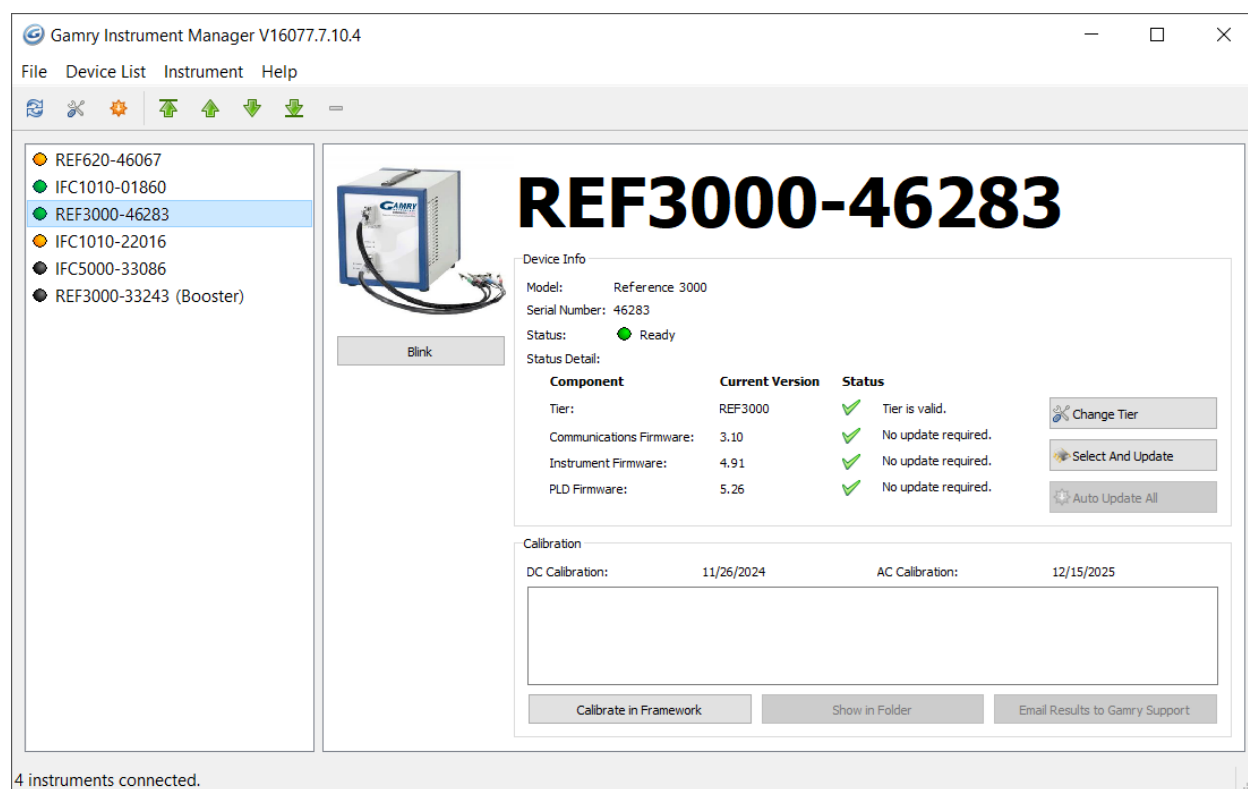 Gamry Instrument Manager V16077.7.10.4
File Device List Instrument Help
REF620-46067
IFC1010-01860
REF3000-46283
IFC1010-22016
IFC5000-33086
REF3000-33243 (Booster)
GAMRY
Blink
REF3000-46283
Device Info
Model: Reference 3000
Serial Number: 46283
Status: Ready
Status Detail:
Component Current Version Status
Tier: REF3000 Tier is valid.
Change Tier
Communications Firmware: 3.10 No update required.
Instrument Firmware: 4.91 No update required.
Select And Update
PLD Firmware: 5.26 No update required.
Auto Update All
Calibration
DC Calibration: 11/26/2024 AC Calibration: 12/15/2025
Calibrate in Framework Show in Folder Email Results to Gamry Support
4 instruments connected.